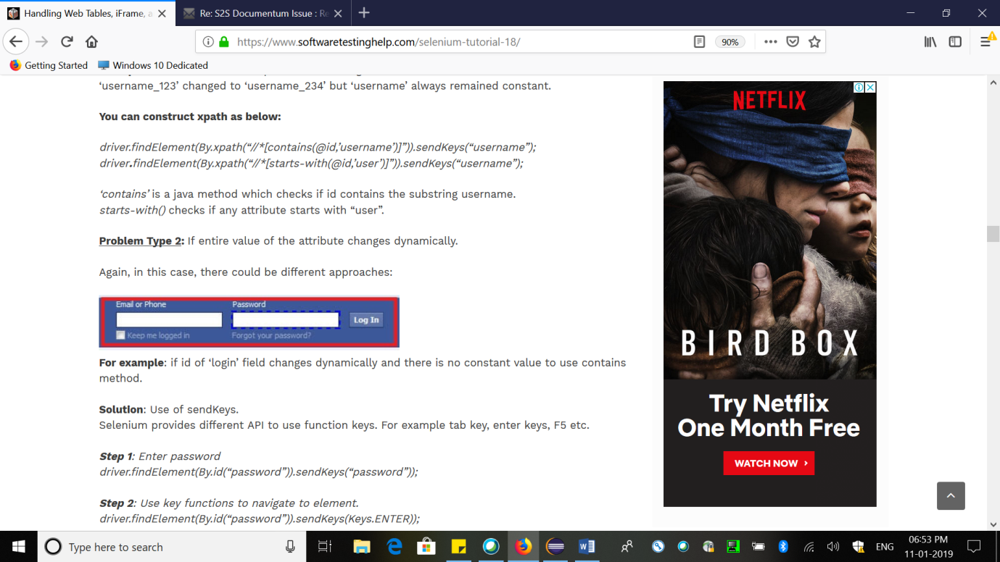 Handling Web Tables, iFrame, a
Re: S2S Documentum Issue : Re
https://www.softwaretestinghelp.com/selenium-tutorial-18/
90%
Getting Started
Windows 10 Dedicated
‘username_123’ changed to ‘username_234’ but ‘username’ always remained constant.
You can construct xpath as below:
driver.findElement(By.xpath(“//*[contains(@id,’username’)]”)).sendKeys(“username”);
driver.findElement(By.xpath(“//*[starts-with(@id,’user’)]”)).sendKeys(“username”);
‘contains’ is a java method which checks if id contains the substring username.
starts-with() checks if any attribute starts with “user”.
Problem Type 2: If entire value of the attribute changes dynamically.
Again, in this case, there could be different approaches:
Email or Phone
Password
Log In
Keep me logged in
Forgot your password?
For example: if id of ‘login’ field changes dynamically and there is no constant value to use contains
method.
Solution: Use of sendKeys.
Selenium provides different API to use function keys. For example tab key, enter keys, F5 etc.
Step 1: Enter password
driver.findElement(By.id(“password”)).sendKeys(“password”));
Step 2: Use key functions to navigate to element.
driver.findElement(By.id(“password”)).sendKeys(Keys.ENTER));
NETFLIX
BIRD BOX
Try Netflix
One Month Free
WATCH NOW ›
Type here to search
ENG
06:53 PM
11-01-2019